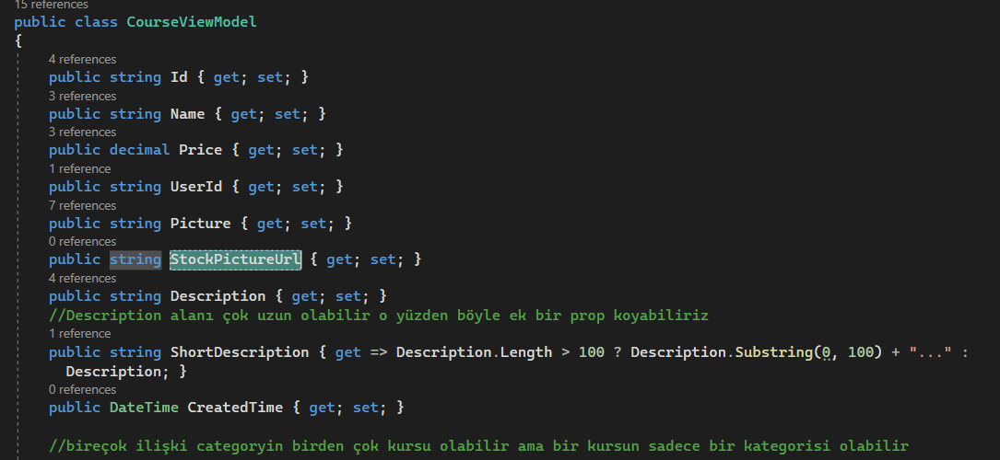 15 references
public class CourseViewModel
{
4 references
public string Id { get; set; }
3 references
public string Name { get; set; }
3 references
public decimal Price { get; set; }
1 reference
public string UserId { get; set; }
7 references
public string Picture { get; set; }
0 references
public string StockPictureUrl { get; set; }
4 references
public string Description { get; set; }
//Description alanı çok uzun olabilir o yüzden böyle ek bir prop koyabiliriz
1 reference
public string ShortDescription { get => Description.Length > 100 ? Description.Substring(0, 100) + "..." :
Description; }
0 references
public DateTime CreatedTime { get; set; }
//bireçok ilişki categoryin birden çok kursu olabilir ama bir kursun sadece bir kategorisi olabilir